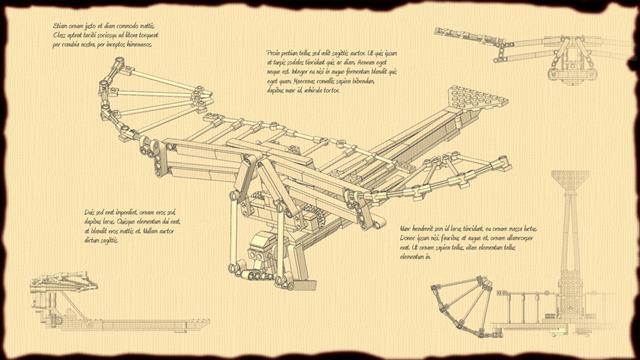 Etiam ornare justo et diam commodo mattis.
Class aptent taciti sociosqu ad litora torquent
per conubia nostra, per inceptos himenaeos.
Proin pretium tellus sed velit sagittis auctor. Ut quis ipsum
at turpis sodales tincidunt quis ac diam. Aenean eget
neque est. Integer eu nisi in augue fermentum blandit quis
eget quam. Maecenas convallis sapien bibendum,
dapibus nunc id, vehicula tortor.
Duis sed erat imperdiet, ornare eros sed,
dapibus lacus. Quisque elementum dui erat,
at blandit eros mattis et. Nullam auctor
dictum sagittis.
Nunc hendrerit sem id lacus tincidunt, eu ornare massa luctus.
Donec ipsum nisi, faucibus at augue et, ornare ullamcorper
erat. Ut ornare sapien tellus, vitae elementum tellus
elementum in.